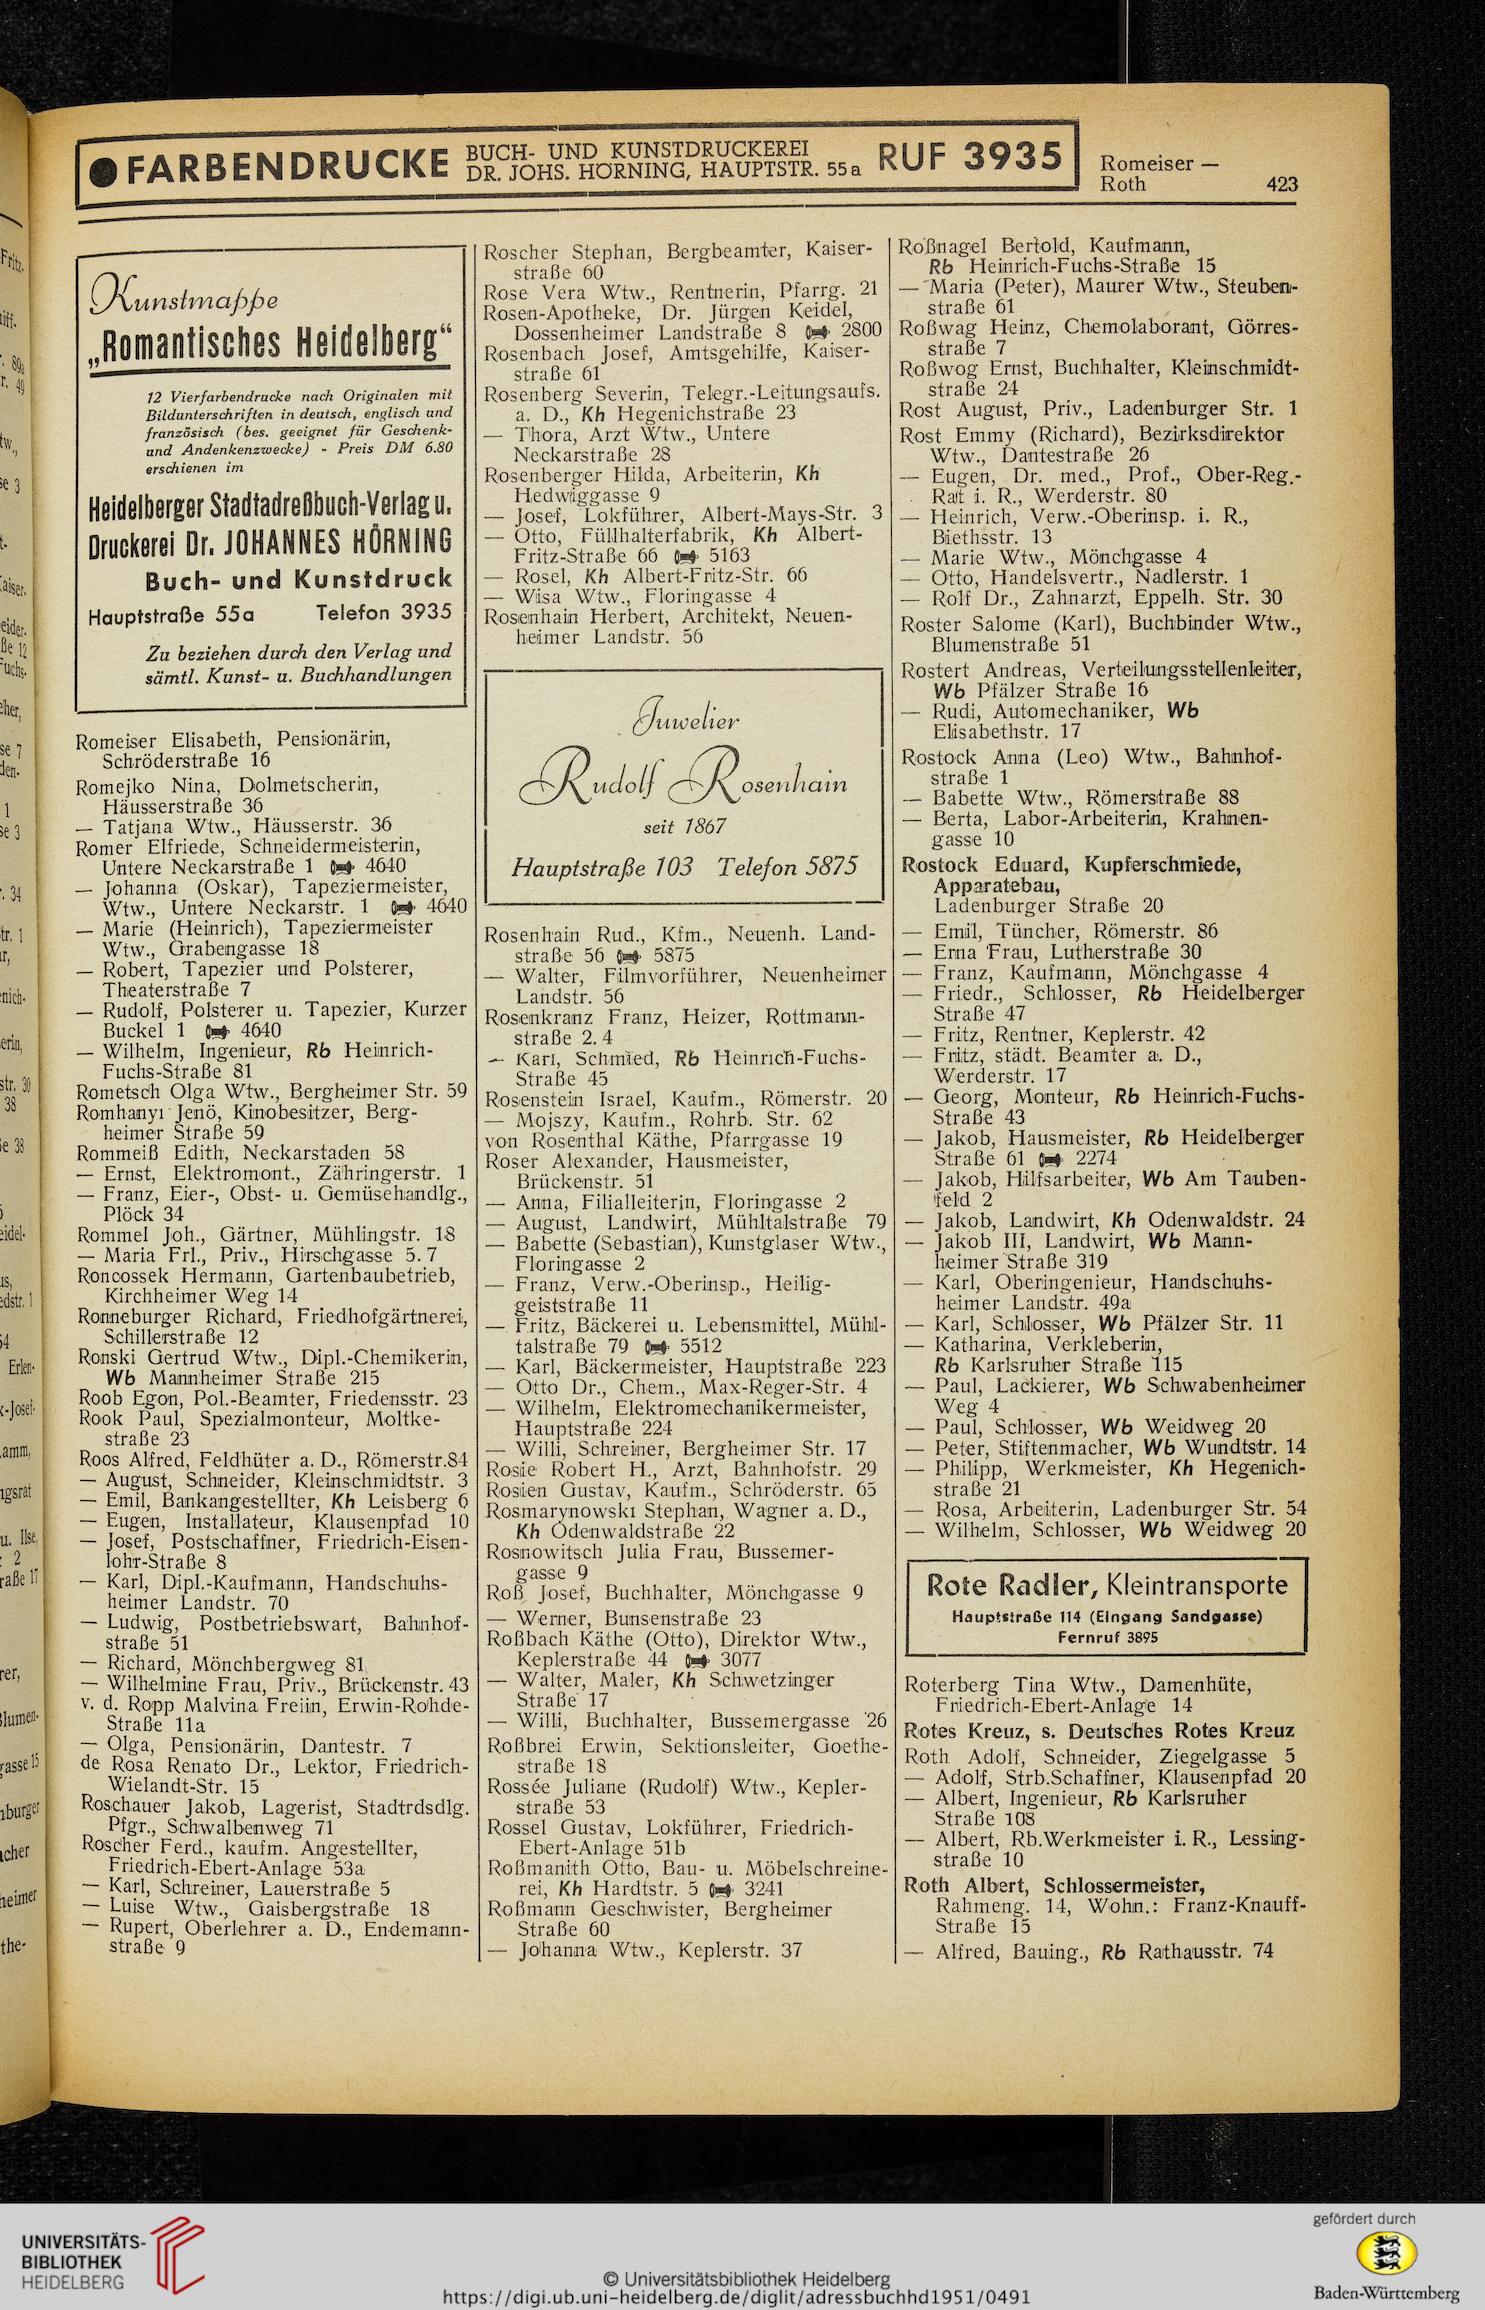 ● FARBENDRUCKE BUCH- UND KUNSTDRUCKEREI
DR. JOHS. HÖRNING, HAUPTSTR. 55a RUF 3935
Romeiser —
Roth 423
Kunstmappe
„Romantisches Heidelberg“
12 Vierfarbendrucke nach Originalen mit
Bildunterschriften in deutsch, englisch und
französisch (bes. geeignet für Geschenk-
und Andenkenzwecke) - Preis DM 6.80
erschienen im
Heidelberger Stadtadreßbuch-Verlag u.
Druckerei Dr. JOHANNES HÖRNING
Buch- und Kunstdruck
Hauptstraße 55a Telefon 3935
Zu beziehen durch den Verlag und
sämtl. Kunst- u. Buchhandlungen
Romeiser Elisabeth, Pensionärin,
Schröderstraße 16
Romejko Nina, Dolmetscherin,
Häusserstraße 36
— Tatjana Wtw., Häusserstr. 36
Romer Elfriede, Schneidermeisterin,
Untere Neckarstraße 1 4640
— Johanna (Oskar), Tapeziermeister,
Wtw., Untere Neckarstr. 1 4640
— Marie (Heinrich), Tapeziermeister
Wtw., Grabengasse 18
— Robert, Tapezier und Polsterer,
Theaterstraße 7
— Rudolf, Polsterer u. Tapezier, Kurzer
Buckel 1 4640
— Wilhelm, Ingenieur, Rb Heinrich-
Fuchs-Straße 81
Rometsch Olga Wtw., Bergheimer Str. 59
Romhanyi Jenö, Kinobesitzer, Berg-
heimer Straße 59
Rommeiß Edith, Neckarstaden 58
— Ernst, Elektromont., Zähringerstr. 1
— Franz, Eier-, Obst- u. Gemüsehandlg.,
Plöck 34
Rommel Joh., Gärtner, Mühlingstr. 18
— Maria Frl., Priv., Hirschgasse 5. 7
Roncossek Hermann, Gartenbaubetrieb,
Kirchheimer Weg 14
Ronneburger Richard, Friedhofgärtnerei,
Schillerstraße 12
Ronski Gertrud Wtw., Dipl.-Chemikerin,
Wb Mannheimer Straße 215
Roob Egon, Pol.-Beamter, Friedensstr. 23
Rook Paul, Spezialmonteur, Moltke-
straße 23
Roos Alfred, Feldhüter a. D., Römerstr.84
— August, Schneider, Kleinschmidtstr. 3
— Emil, Bankangestellter, Kh Leisberg 6
— Eugen, Installateur, Klausenpfad 10
— Josef, Postschaffner, Friedrich-Eisen-
lohr-Straße 8
— Karl, Dipl.-Kaufmann, Handschuhs-
heimer Landstr. 70
— Ludwig, Postbetriebswart, Bahnhof-
straße 51
— Richard, Mönchbergweg 81
— Wilhelmine Frau, Priv., Brückenstr. 43
v. d. Ropp Malvina Freiin, Erwin-Rohde-
Straße 11a
— Olga, Pensionärin, Dantestr. 7
de Rosa Renato Dr., Lektor, Friedrich-
Wielandt-Str. 15
Roschauer Jakob, Lagerist, Stadtrdsdlg.
Pfgr., Schwalbenweg 71
Roscher Ferd., kaufm. Angestellter,
Friedrich-Ebert-Anlage 53a
— Karl, Schreiner, Lauerstraße 5
— Luise Wtw., Gaisbergstraße 18
— Rupert, Oberlehrer a. D., Endemann-
straße 9
Roscher Stephan, Bergbeamter, Kaiser-
straße 60
Rose Vera Wtw., Rentnerin, Pfarrg. 21
Rosen-Apotheke, Dr. Jürgen Keidel,
Dossenheimer Landstraße 8 2800
Rosenbach Josef, Amtsgehilfe, Kaiser-
straße 61
Rosenberg Severin, Telegr.-Leitungsaufs.
a. D., Kh Hegenichstraße 23
— Thora, Arzt Wtw., Untere
Neckarstraße 28
Rosenberger Hilda, Arbeiterin, Kh
Hedwiggasse 9
— Josef, Lokführer, Albert-Mays-Str. 3
— Otto, Füllhalterfabrik, Kh Albert-
Fritz-Straße 66 5163
— Rosel, Kh Albert-Fritz-Str. 66
— Wisa Wtw., Floringasse 4
Rosenhain Herbert, Architekt, Neuen-
heimer Landstr. 56
Juwelier
Rudolf Rosenhain
seit 1867
Hauptstraße 103 Telefon 5875
Rosenhain Rud., Kfm., Neuenh. Land-
straße 56 5875
— Walter, Filmvorführer, Neuenheimer
Landstr. 56
Rosenkranz Franz, Heizer, Rottmann-
straße 2. 4
— Karl, Schmied, Rb Heinrich-Fuchs-
Straße 45
Rosenstein Israel, Kaufm., Römerstr. 20
— Mojszy, Kaufm., Rohrb. Str. 62
von Rosenthal Käthe, Pfarrgasse 19
Roser Alexander, Hausmeister,
Brückenstr. 51
— Anna, Filialleiterin, Floringasse 2
— August, Landwirt, Mühltalstraße 79
— Babette (Sebastian), Kunstglaser Wtw.,
Floringasse 2
— Franz, Verw.-Oberinsp., Heilig-
geiststraße 11
— Fritz, Bäckerei u. Lebensmittel, Mühl-
talstraße 79 5512
— Karl, Bäckermeister, Hauptstraße 223
— Otto Dr., Chem., Max-Reger-Str. 4
— Wilhelm, Elektromechanikermeister,
Hauptstraße 224
— Willi, Schreiner, Bergheimer Str. 17
Rosie Robert H., Arzt, Bahnhofstr. 29
Rosien Gustav, Kaufm., Schröderstr. 65
Rosmarynowski Stephan, Wagner a. D.,
Kh Odenwaldstraße 22
Rosnowitsch Julia Frau, Bussemer-
gasse 9
Roß Josef, Buchhalter, Mönchgasse 9
— Werner, Bunsenstraße 23
Roßbach Käthe (Otto), Direktor Wtw.,
Keplerstraße 44 3077
— Walter, Maler, Kh Schwetzinger
Straße 17
— Willi, Buchhalter, Bussemergasse 26
Roßbrei Erwin, Sektionsleiter, Goethe-
straße 18
Rossée Juliane (Rudolf) Wtw., Kepler-
straße 53
Rossel Gustav, Lokführer, Friedrich-
Ebert-Anlage 51b
Roßmanith Otto, Bau- u. Möbelschreine-
rei, Kh Hardtstr. 5 3241
Roßmann Geschwister, Bergheimer
Straße 60
— Johanna Wtw., Keplerstr. 37
Roßnagel Bertold, Kaufmann,
Rb Heinrich-Fuchs-Straße 15
— Maria (Peter), Maurer Wtw., Steuben-
straße 61
Roßwag Heinz, Chemolaborant, Görres-
straße 7
Roßwog Ernst, Buchhalter, Kleinschmidt-
straße 24
Rost August, Priv., Ladenburger Str. 1
Rost Emmy (Richard), Bezirksdirektor
Wtw., Dantestraße 26
— Eugen, Dr. med., Prof., Ober-Reg.-
Rat i. R., Werderstr. 80
— Heinrich, Verw.-Oberinsp. i. R.,
Biethsstr. 13
— Marie Wtw., Mönchgasse 4
— Otto, Handelsvertr., Nadlerstr. 1
— Rolf Dr., Zahnarzt, Eppelh. Str. 30
Roster Salome (Karl), Buchbinder Wtw.,
Blumenstraße 51
Rostert Andreas, Verteilungsstellenleiter,
Wb Pfälzer Straße 16
— Rudi, Automechaniker, Wb
Elisabethstr. 17
Rostock Anna (Leo) Wtw., Bahnhof-
straße 1
— Babette Wtw., Römerstraße 88
— Berta, Labor-Arbeiterin, Krahnen-
gasse 10
Rostock Eduard, Kupferschmiede,
Apparatebau,
Ladenburger Straße 20
— Emil, Tüncher, Römerstr. 86
— Erna Frau, Lutherstraße 30
— Franz, Kaufmann, Mönchgasse 4
— Friedr., Schlosser, Rb Heidelberger
Straße 47
— Fritz, Rentner, Keplerstr. 42
— Fritz, städt. Beamter a. D.,
Werderstr. 17
— Georg, Monteur, Rb Heinrich-Fuchs-
Straße 43
— Jakob, Hausmeister, Rb Heidelberger
Straße 61 2274
— Jakob, Hilfsarbeiter, Wb Am Tauben-
feld 2
— Jakob, Landwirt, Kh Odenwaldstr. 24
— Jakob III, Landwirt, Wb Mann-
heimer Straße 319
— Karl, Oberingenieur, Handschuhs-
heimer Landstr. 49a
— Karl, Schlosser, Wb Pfälzer Str. 11
— Katharina, Verkleberin,
Rb Karlsruher Straße 115
— Paul, Lackierer, Wb Schwabenheimer
Weg 4
— Paul, Schlosser, Wb Weidweg 20
— Peter, Stiftenmacher, Wb Wundtstr. 14
— Philipp, Werkmeister, Kh Hegenich-
straße 21
— Rosa, Arbeiterin, Ladenburger Str. 54
— Wilhelm, Schlosser, Wb Weidweg 20
Rote Radler, Kleintransporte
Hauptstraße 114 (Eingang Sandgasse)
Fernruf 3895
Roterberg Tina Wtw., Damenhüte,
Friedrich-Ebert-Anlage 14
Rotes Kreuz, s. Deutsches Rotes Kreuz
Roth Adolf, Schneider, Ziegelgasse 5
— Adolf, Strb.Schaffner, Klausenpfad 20
— Albert, Ingenieur, Rb Karlsruher
Straße 108
— Albert, Rb.Werkmeister i. R., Lessing-
straße 10
Roth Albert, Schlossermeister,
Rahmeng. 14, Wohn.: Franz-Knauff-
Straße 15
— Alfred, Bauing., Rb Rathausstr. 74
UNIVERSITÄTS-
BIBLIOTHEK
HEIDELBERG
© Universitätsbibliothek Heidelberg
https://digi.ub.uni-heidelberg.de/diglit/adressbuchhd1951/0491
gefördert durch
Baden-Württemberg